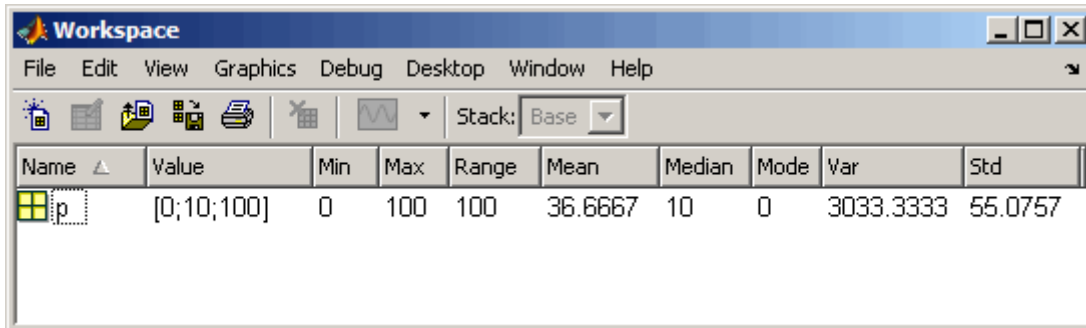 Workspace
File Edit View Graphics Debug Desktop Window Help
Stack: Base
Name Value Min Max Range Mean Median Mode Var Std
p [0;10;100] 0 100 100 36.6667 10 0 3033.3333 55.0757